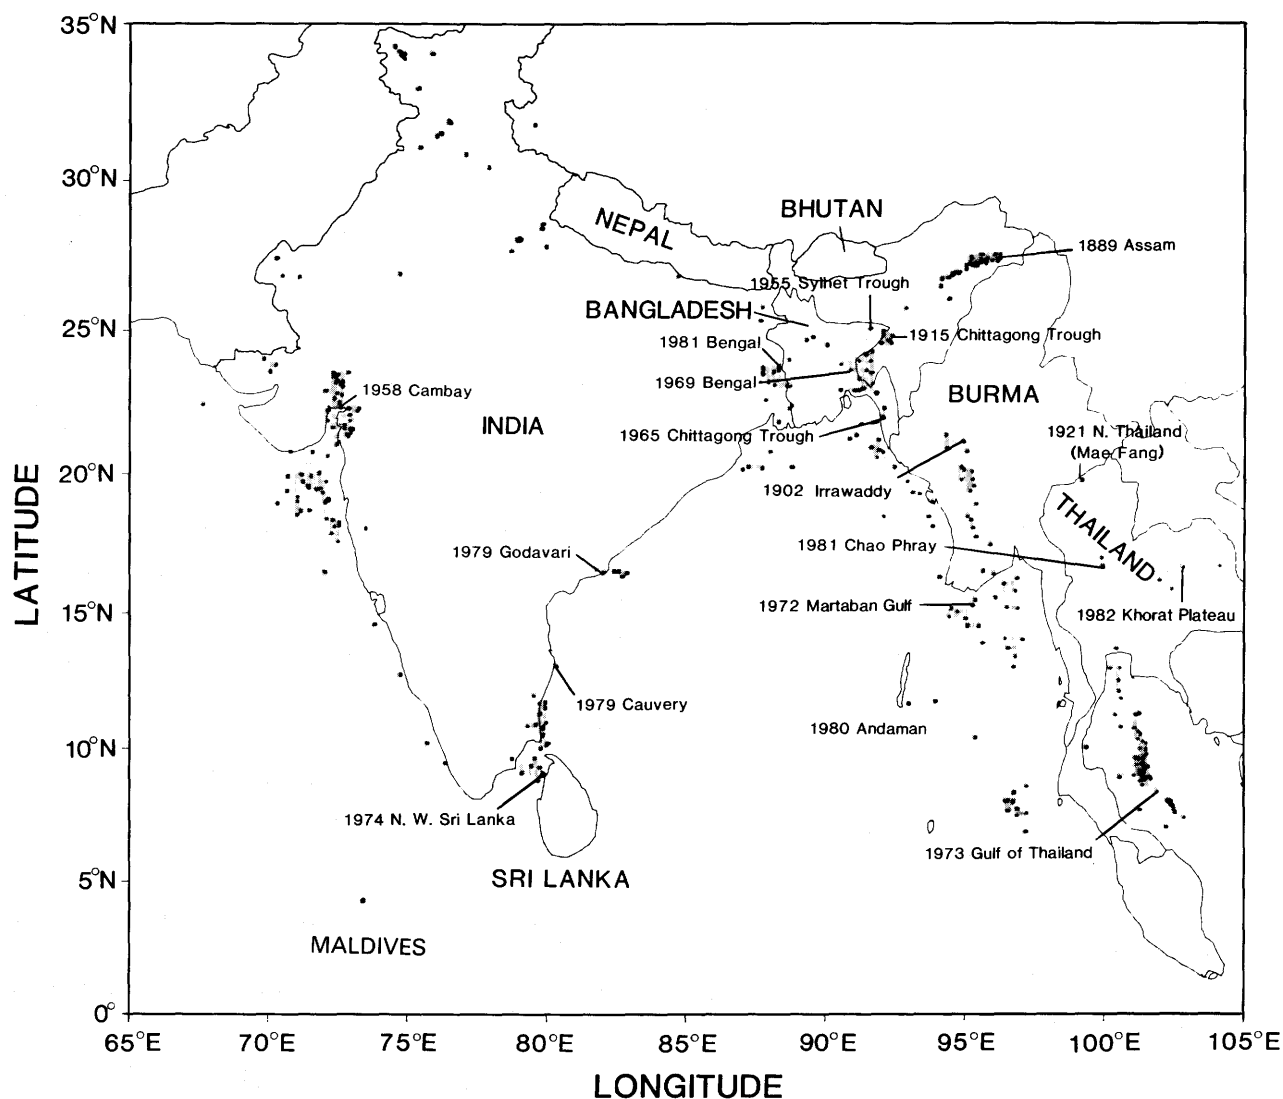 35°N
30°N
25°N
20°N
15°N
10°N
5°N
0°
LATITUDE
NEPAL
BHUTAN
1889 Assam
1955 Sylhet Trough
BANGLADESH
1915 Chittagong Trough
1981 Bengal
1969 Bengal
1958 Cambay
BURMA
INDIA
1965 Chittagong Trough
1921 N. Thailand
(Mae Fang)
1902 Irrawaddy
THAILAND
1979 Godavari
1981 Chao Phray
1972 Martaban Gulf
1982 Khorat Plateau
1979 Cauvery
1980 Andaman
1974 N. W. Sri Lanka
1973 Gulf of Thailand
SRI LANKA
MALDIVES
65°E
70°E
75°E
80°E
85°E
90°E
95°E
100°E
105°E
LONGITUDE